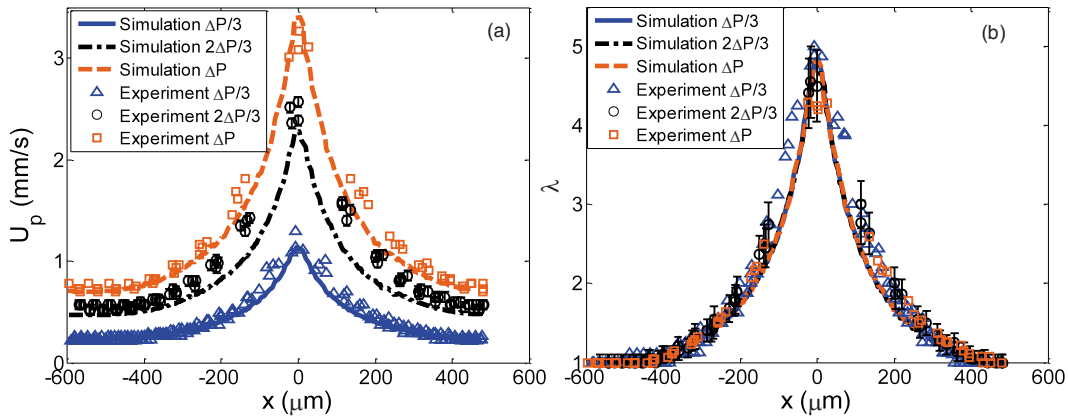 Simulation ΔP/3
Simulation 2ΔP/3
Simulation ΔP
Experiment ΔP/3
Experiment 2ΔP/3
Experiment ΔP
(a)
3
2
1
0
U_p (mm/s)
-600 -400 -200 0 200 400 600
x (μm)
Simulation ΔP/3
Simulation 2ΔP/3
Simulation ΔP
Experiment ΔP/3
Experiment 2ΔP/3
Experiment ΔP
(b)
5
4
3
2
1
λ
-600 -400 -200 0 200 400 600
x (μm)